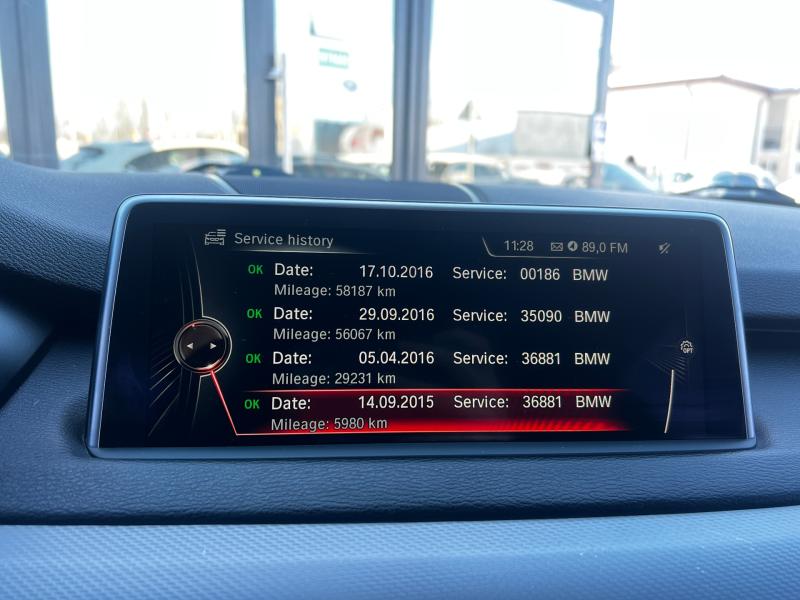 Service history
11:28 89,0 FM
OK Date: 17.10.2016 Service: 00186 BMW
Mileage: 58187 km
OK Date: 29.09.2016 Service: 35090 BMW
Mileage: 56067 km
OK Date: 05.04.2016 Service: 36881 BMW
Mileage: 29231 km
OK Date: 14.09.2015 Service: 36881 BMW
Mileage: 5980 km
OPT